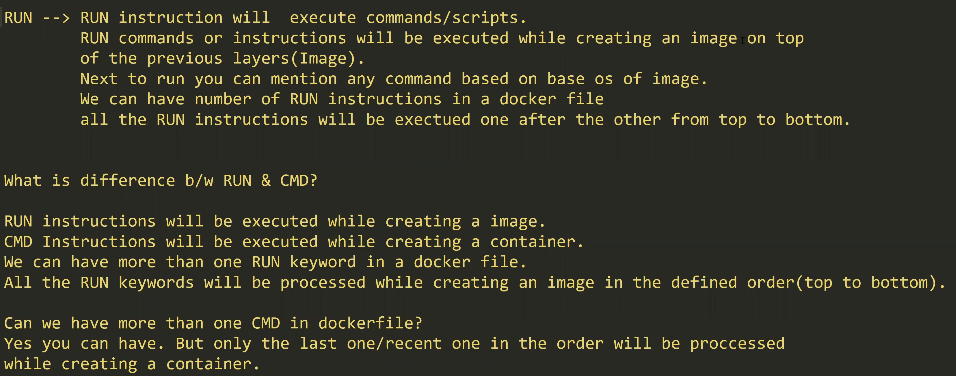 RUN --> RUN instruction will  execute commands/scripts.
RUN commands or instructions will be executed while creating an image on top
of the previous layers(Image).
Next to run you can mention any command based on base os of image.
We can have number of RUN instructions in a docker file
all the RUN instructions will be exectued one after the other from top to bottom.
What is difference b/w RUN & CMD?
RUN instructions will be executed while creating a image.
CMD Instructions will be executed while creating a container.
We can have more than one RUN keyword in a docker file.
All the RUN keywords will be processed while creating an image in the defined order(top to bottom).
Can we have more than one CMD in dockerfile?
Yes you can have. But only the last one/recent one in the order will be proccessed
while creating a container.